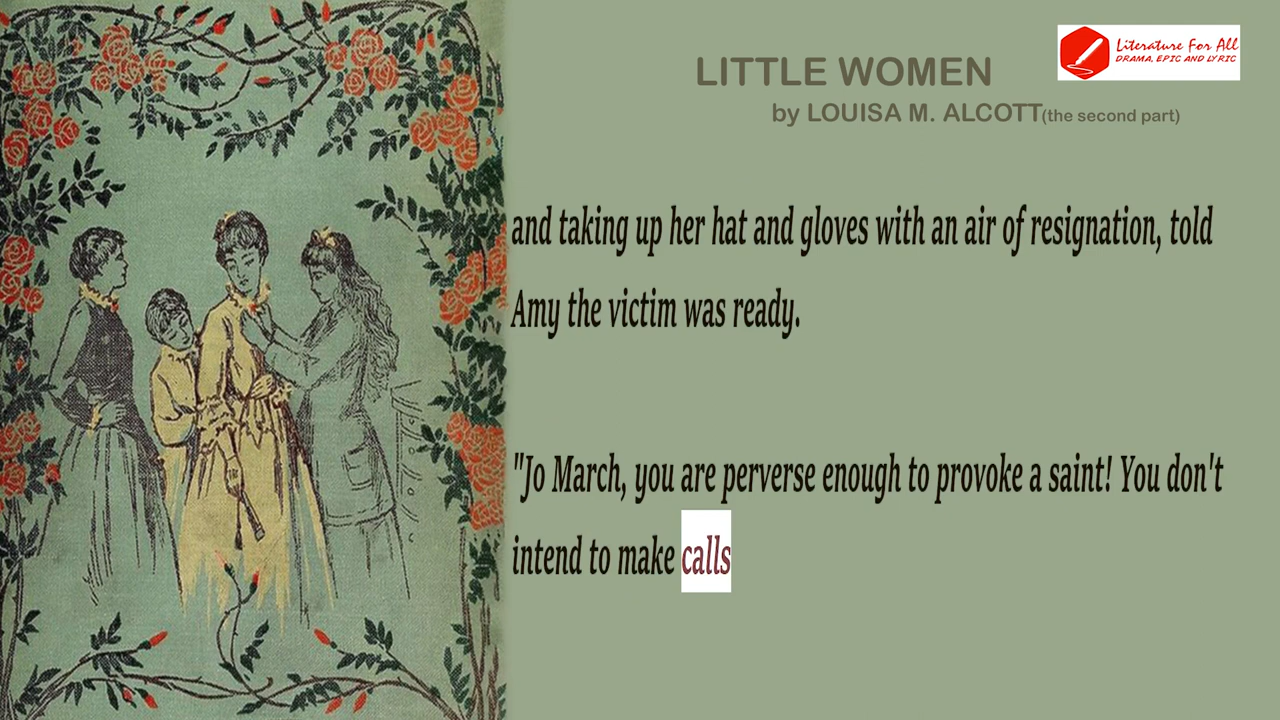 LITTLE WOMEN
by LOUISA M. ALCOTT(the second part)
Literature For All
DRAMA, EPIC AND LYRIC
and taking up her hat and gloves with an air of resignation, told
Amy the victim was ready.
"Jo March, you are perverse enough to provoke a saint! You don't
intend to make calls